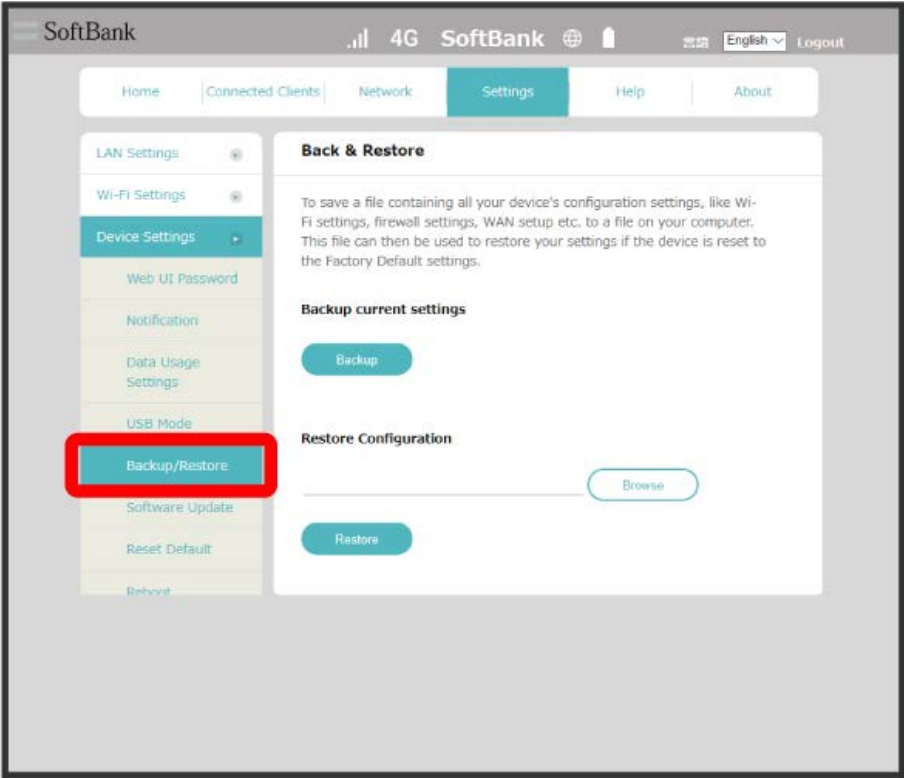 SoftBank
4G SoftBank
English
Logout
Home
Connected Clients
Network
Settings
Help
About
LAN Settings
Wi-Fi Settings
Device Settings
Web UI Password
Notification
Data Usage
Settings
USB Mode
Backup/Restore
Software Update
Reset Default
Reboot
Back & Restore
To save a file containing all your device's configuration settings, like Wi-
Fi settings, firewall settings, WAN setup etc. to a file on your computer.
This file can then be used to restore your settings if the device is reset to
the Factory Default settings.
Backup current settings
Backup
Restore Configuration
Browse
Restore